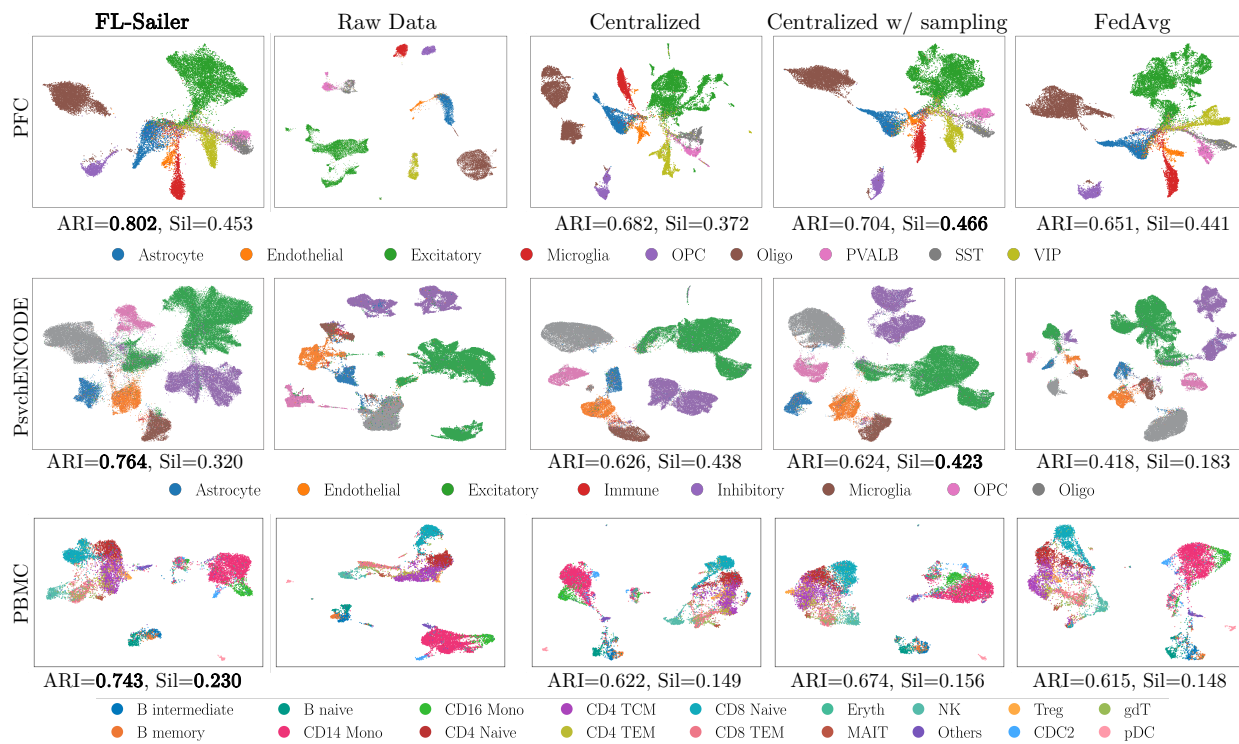 FL-Sailer Raw Data Centralized Centralized w/ sampling FedAvg
PFC
ARI=0.802, Sil=0.453 ARI=0.682, Sil=0.372 ARI=0.704, Sil=0.466 ARI=0.651, Sil=0.441
Astrocyte Endothelial Excitatory Microglia OPC Oligo PVALB SST VIP
PsychENCODE
ARI=0.764, Sil=0.320 ARI=0.626, Sil=0.438 ARI=0.624, Sil=0.423 ARI=0.418, Sil=0.183
Astrocyte Endothelial Excitatory Immune Inhibitory Microglia OPC Oligo
PBMC
ARI=0.743, Sil=0.230 ARI=0.622, Sil=0.149 ARI=0.674, Sil=0.156 ARI=0.615, Sil=0.148
B intermediate B naive CD16 Mono CD4 TCM CD8 Naive Eryth NK Treg gdT
B memory CD14 Mono CD4 Naive CD4 TEM CD8 TEM MAIT Others CDC2 pDC